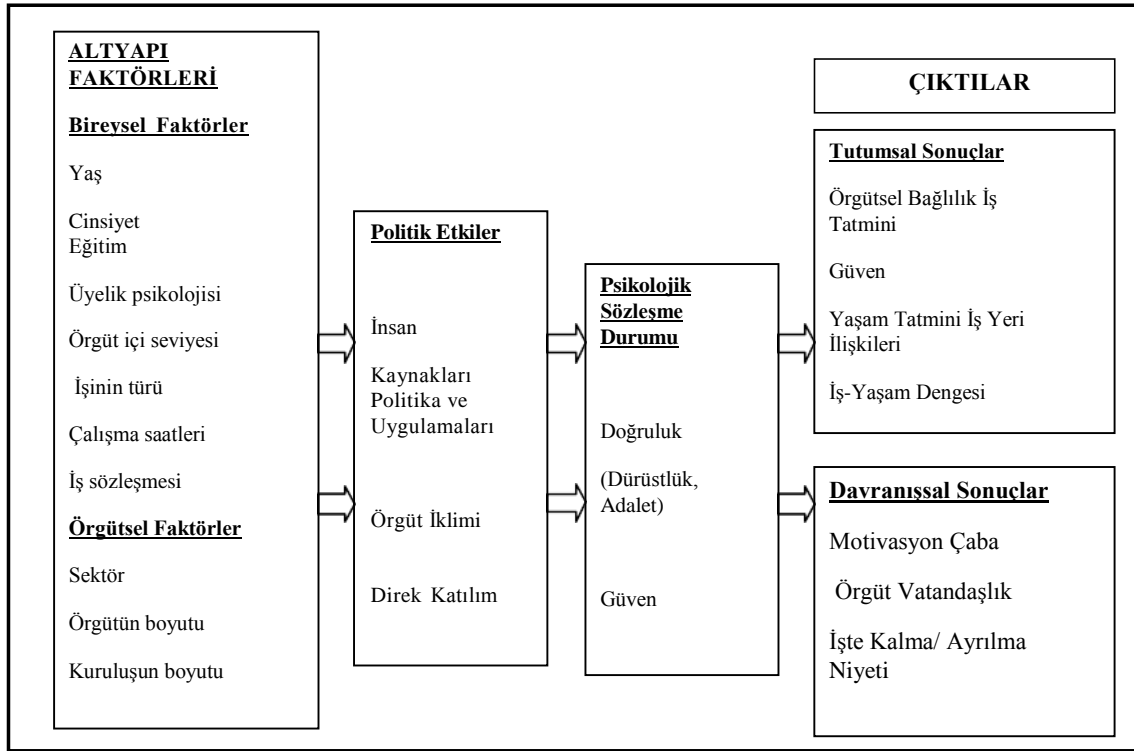 ALTYAPI
FAKTÖRLERİ
Bireysel Faktörler
Yaş
Cinsiyet
Eğitim
Üyelik psikolojisi
Örgüt içi seviyesi
İşinin türü
Çalışma saatleri
İş sözleşmesi
Örgütsel Faktörler
Sektör
Örgütün boyutu
Kuruluşun boyutu
Politik Etkiler
İnsan
Kaynakları
Politika ve
Uygulamaları
Örgüt İklimi
Direk Katılım
Psikolojik
Sözleşme
Durumu
Doğruluk
(Dürüstlük,
Adalet)
Güven
ÇIKTILAR
Tutumsal Sonuçlar
Örgütsel Bağlılık İş
Tatmini
Güven
Yaşam Tatmini İş Yeri
İlişkileri
İş-Yaşam Dengesi
Davranışsal Sonuçlar
Motivasyon Çaba
Örgüt Vatandaşlık
İşte Kalma/ Ayrılma
Niyeti